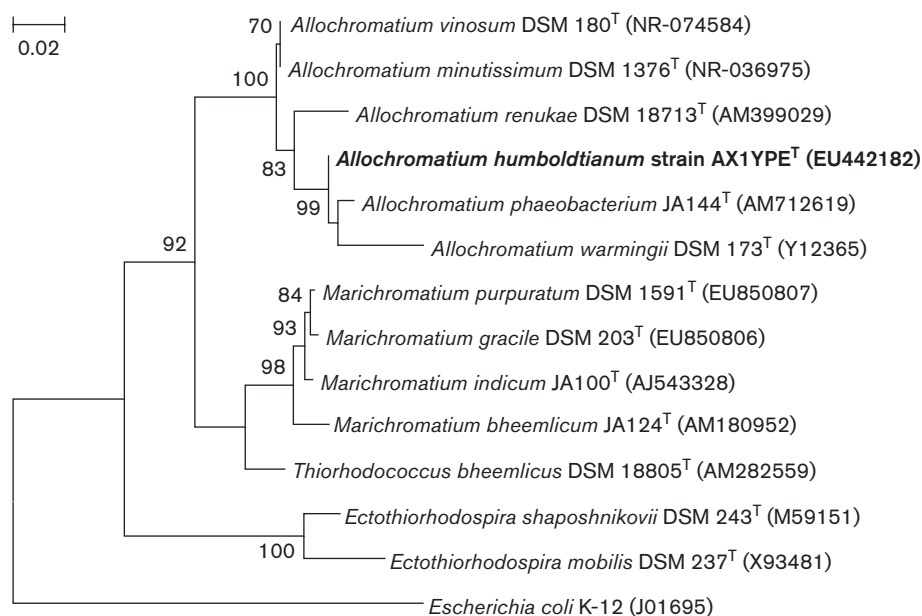 0.02
70
Allochromatium vinosum DSM 180ᵀ (NR-074584)
100
Allochromatium minutissimum DSM 1376ᵀ (NR-036975)
Allochromatium renukae DSM 18713ᵀ (AM399029)
83
Allochromatium humboldtianum strain AX1YPEᵀ (EU442182)
99
Allochromatium phaeobacterium JA144ᵀ (AM712619)
92
Allochromatium warmingii DSM 173ᵀ (Y12365)
84
Marichromatium purpuratum DSM 1591ᵀ (EU850807)
93
Marichromatium gracile DSM 203ᵀ (EU850806)
98
Marichromatium indicum JA100ᵀ (AJ543328)
Marichromatium bheemlicum JA124ᵀ (AM180952)
Thiorhodococcus bheemlicus DSM 18805ᵀ (AM282559)
Ectothiorhodospira shaposhnikovii DSM 243ᵀ (M59151)
100
Ectothiorhodospira mobilis DSM 237ᵀ (X93481)
Escherichia coli K-12 (J01695)